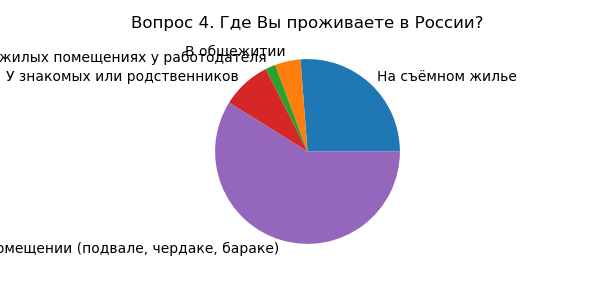 Вопрос 4. Где Вы проживаете в России?
В общежитии
жилых помещениях у работодателя
У знакомых или родственников
На съёмном жилье
(подвале, чердаке, бараке)